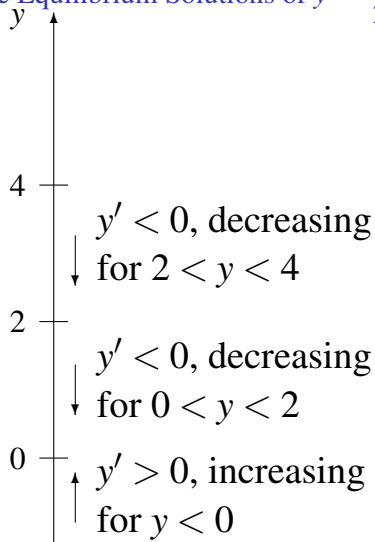 Equilibrium Solutions of y
y
4
y′ < 0, decreasing
for 2 < y < 4
2
y′ < 0, decreasing
for 0 < y < 2
0
y′ > 0, increasing
for y < 0